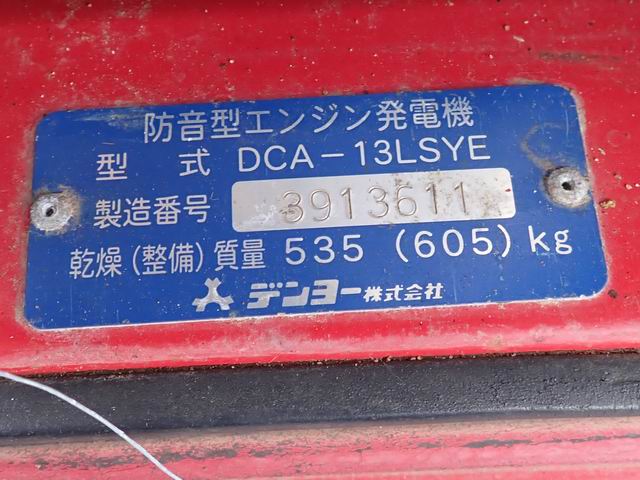 防音型エンジン発電機
型 式 DCA－13LSYE
製造番号 3913611
乾燥(整備)質量 535 (605) kg
デンヨー株式会社